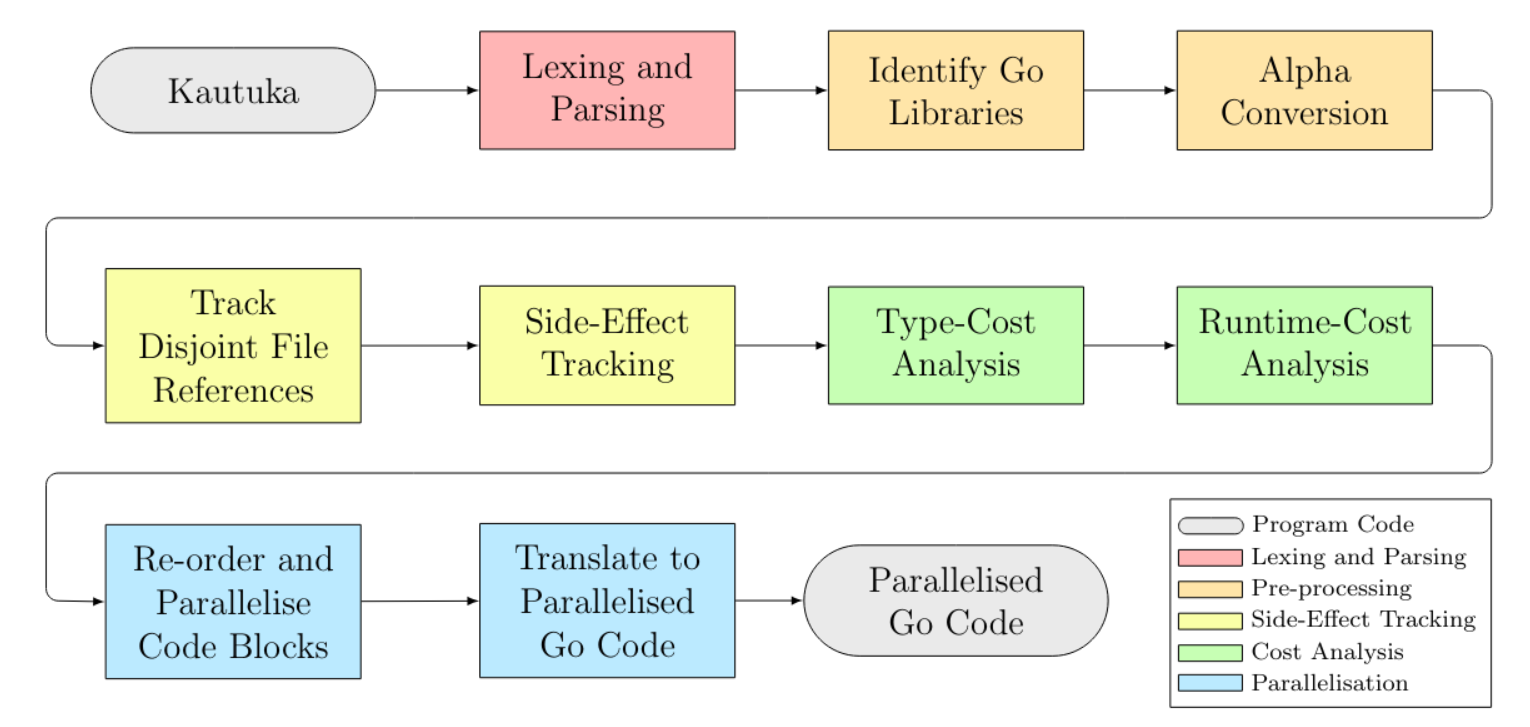 Kautuka
Lexing and
Parsing
Identify Go
Libraries
Alpha
Conversion
Track
Disjoint File
References
Side-Effect
Tracking
Type-Cost
Analysis
Runtime-Cost
Analysis
Re-order and
Parallelise
Code Blocks
Translate to
Parallelised
Go Code
Parallelised
Go Code
Program Code
Lexing and Parsing
Pre-processing
Side-Effect Tracking
Cost Analysis
Parallelisation